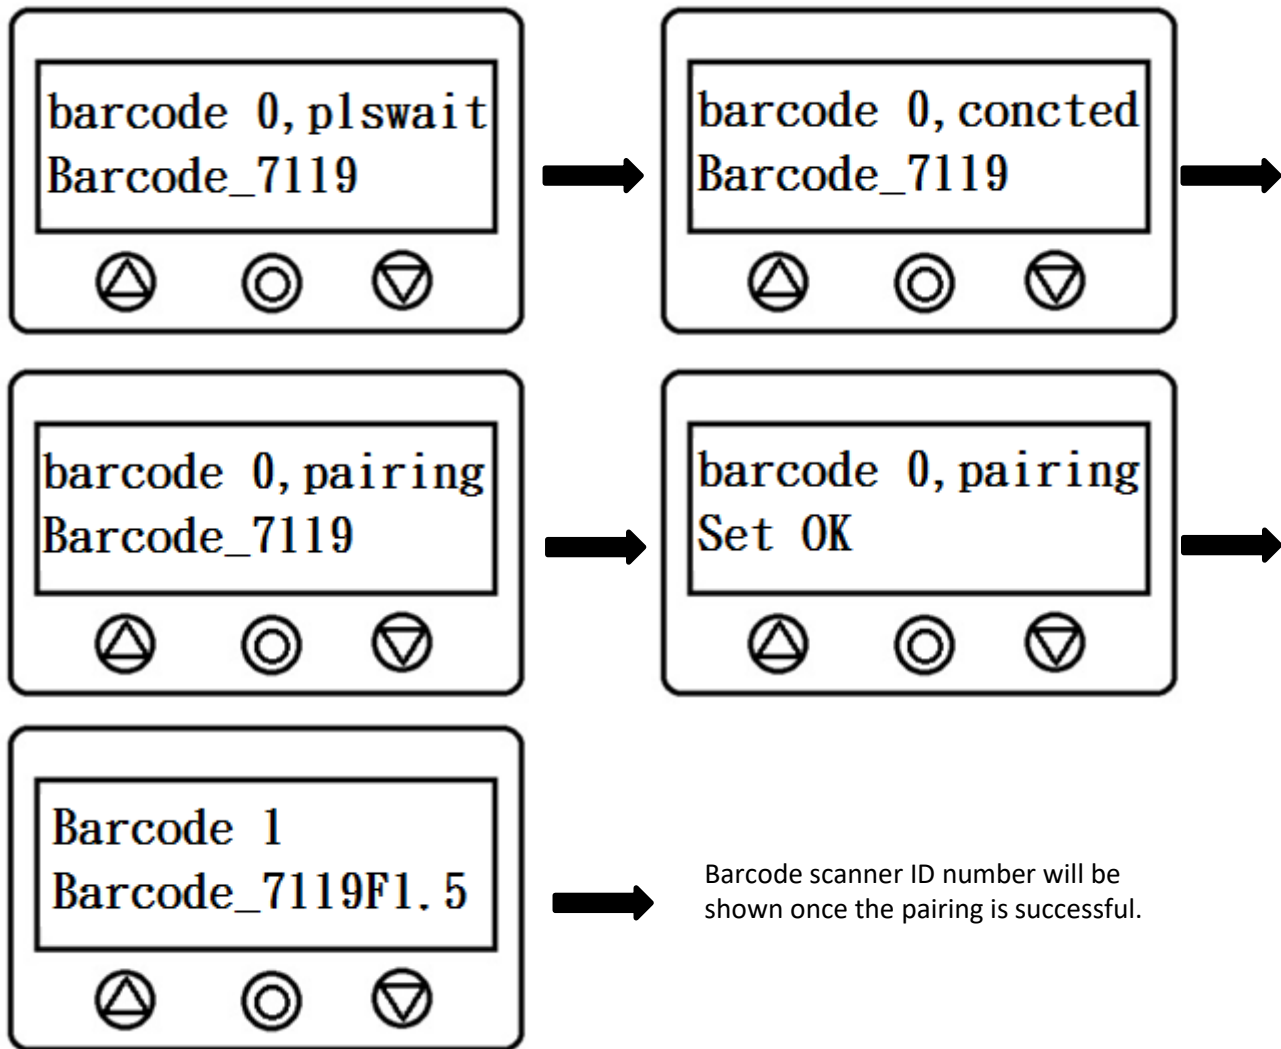 barcode 0,plswait
Barcode_7119
barcode 0,concted
Barcode_7119
barcode 0,pairing
Barcode_7119
barcode 0,pairing
Set OK
Barcode 1
Barcode_7119F1.5
Barcode scanner ID number will be
shown once the pairing is successful.